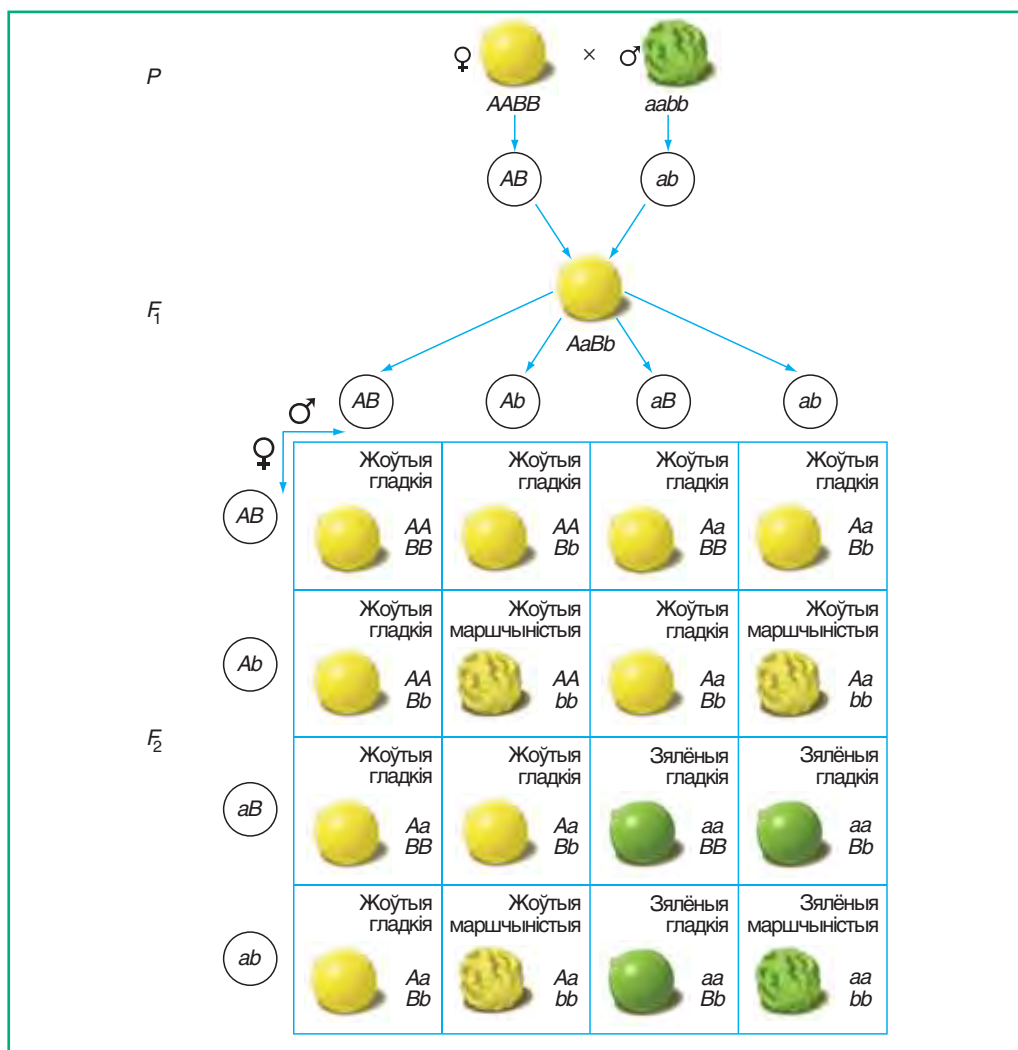 P
♀ × ♂
AABB aabb
AB ab
F1
AaBb
AB Ab aB ab
♂
♀
AB
Жоўтыя гладкія AA BB
Жоўтыя гладкія AA Bb
Жоўтыя гладкія Aa BB
Жоўтыя гладкія Aa Bb
Ab
Жоўтыя гладкія AA Bb
Жоўтыя маршчыністыя AA bb
Жоўтыя гладкія Aa Bb
Жоўтыя маршчыністыя Aa bb
F2
aB
Жоўтыя гладкія Aa BB
Жоўтыя гладкія Aa Bb
Зялёныя гладкія aa BB
Зялёныя гладкія aa Bb
ab
Жоўтыя гладкія Aa Bb
Жоўтыя маршчыністыя Aa bb
Зялёныя гладкія aa Bb
Зялёныя маршчыністыя aa bb